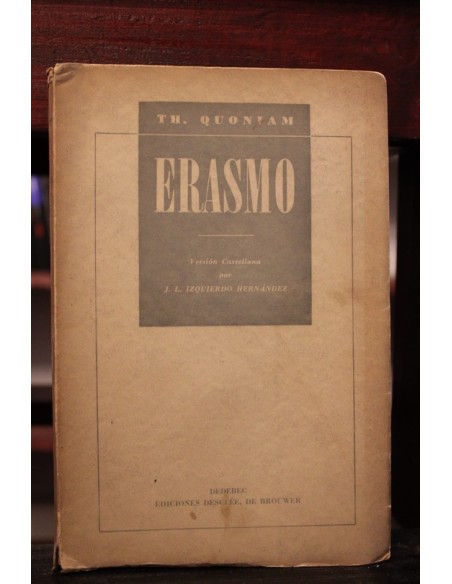 TH. QUONIAM
ERASMO
Versión Castellana
por
J. L. IZQUIERDO HERNÁNDEZ
DEDEBEC
EDICIONES DESCLÉE, DE BROUWER